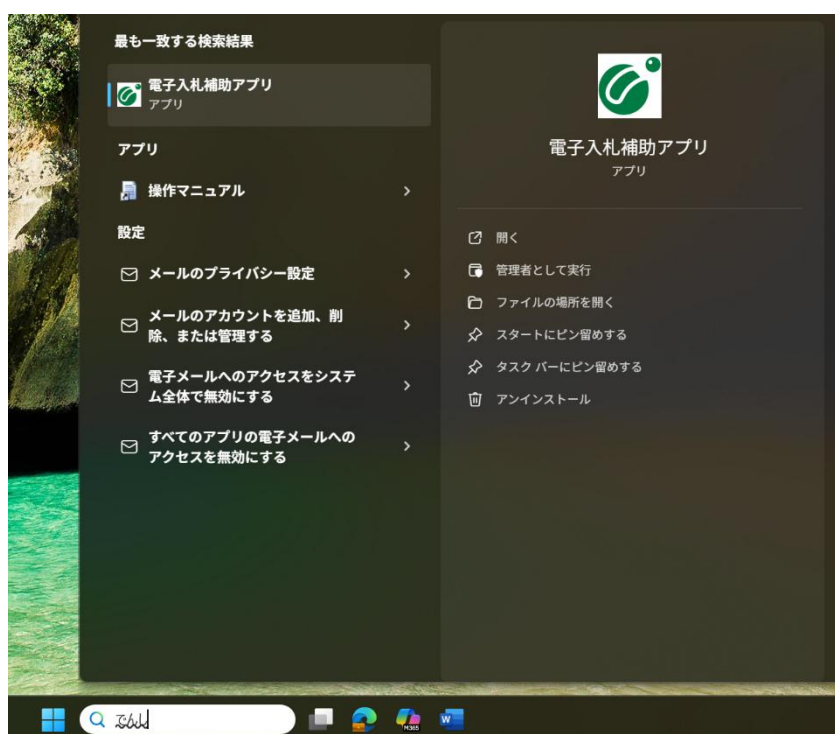 最も一致する検索結果
電子入札補助アプリ
アプリ
アプリ
操作マニュアル
設定
メールのプライバシー設定
メールのアカウントを追加、削
除、または管理する
電子メールへのアクセスをシステ
ム全体で無効にする
すべてのアプリの電子メールへの
アクセスを無効にする
電子入札補助アプリ
アプリ
開く
管理者として実行
ファイルの場所を開く
スタートにピン留めする
タスク バーにピン留めする
アンインストール
M365
W